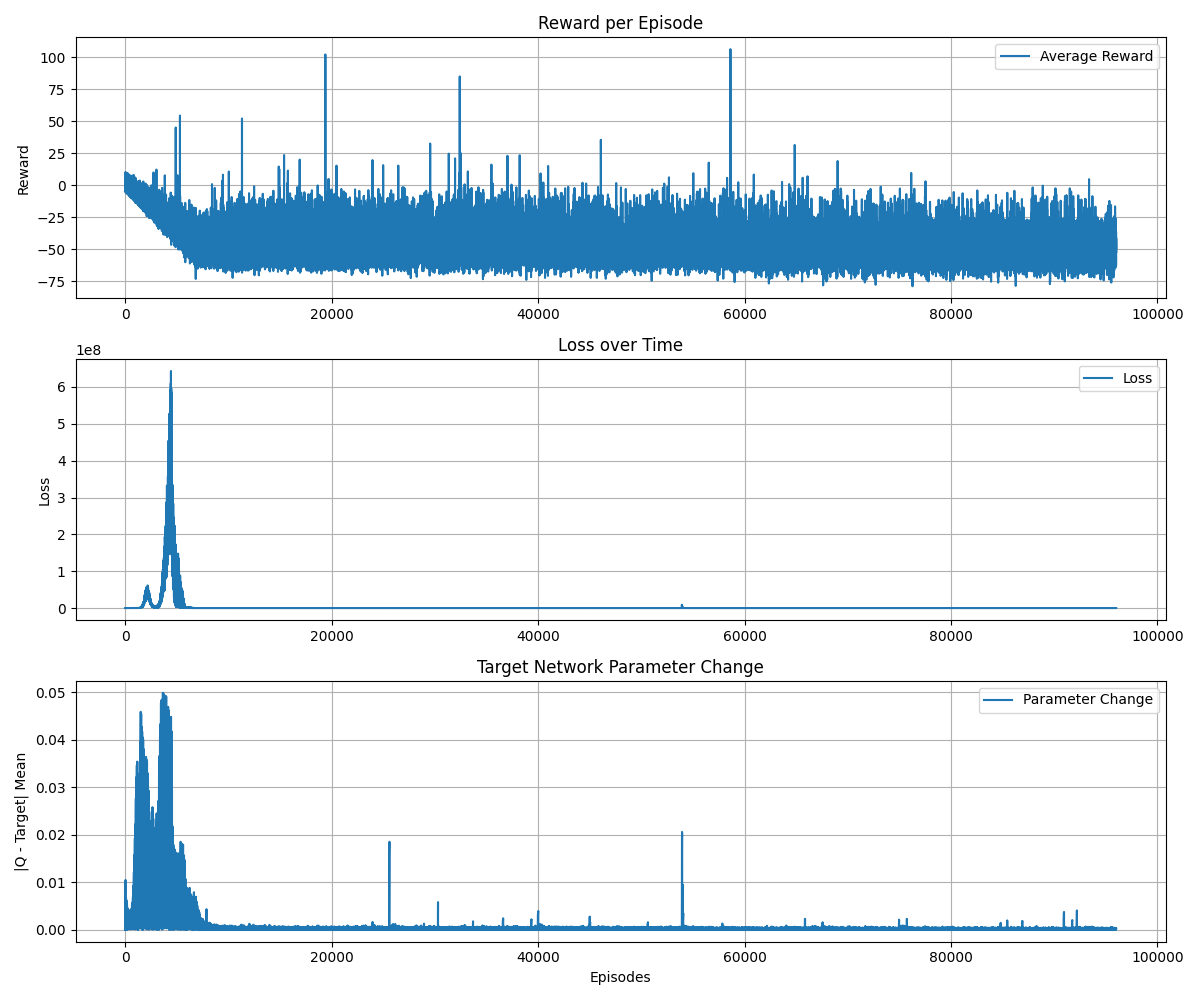 Reward per Episode
Average Reward
Reward
100
75
50
25
0
−25
−50
−75
0 20000 40000 60000 80000 100000
Loss over Time
1e8
Loss
Loss
6
5
4
3
2
1
0
0 20000 40000 60000 80000 100000
Target Network Parameter Change
Parameter Change
|Q - Target| Mean
0.05
0.04
0.03
0.02
0.01
0.00
0 20000 40000 60000 80000 100000
Episodes